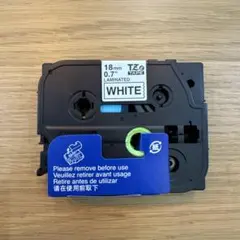 18mm
0.7"
LAMINATED
TZe
TAPE
WHITE
Please remove before use
Veuillez retirer avant usage
Retire antes de utilizar
请在使用前取下